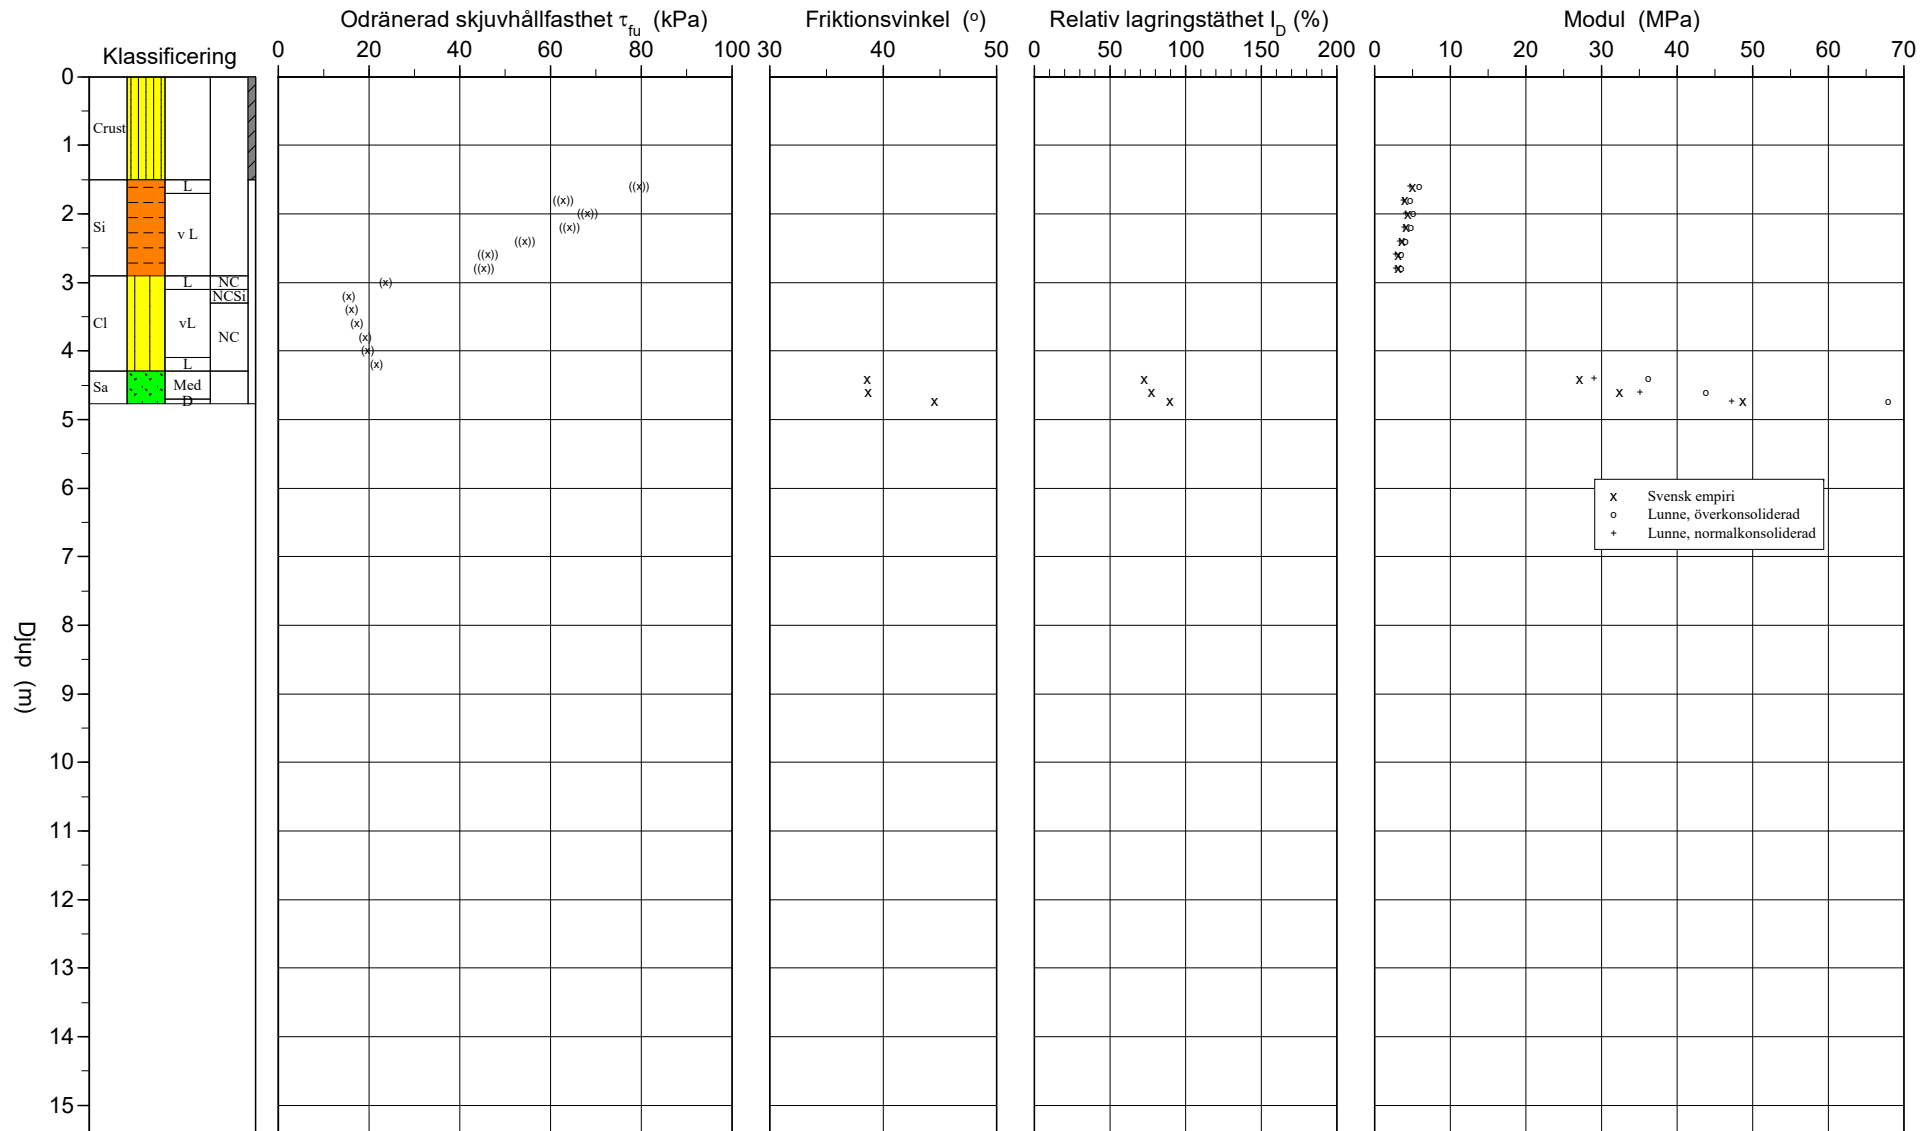 Odränerad skjuvhållfasthet τfu (kPa)
Friktionsvinkel (o)
Relativ lagringstäthet ID (%)
Modul (MPa)
Klassificering
0 20 40 60 80 100
30 40 50
0 50 100 150 200
0 10 20 30 40 50 60 70
0
Crust
1
L
((x))
x o
((x))
2
((x))
Si
v L
((x))
((x))
((x))
((x))
3
L
NC
(x)
NCSi
(x)
(x)
Cl
vL
(x)
NC
(x)
4
(x)
L
(x)
Sa
Med
x x x + o
x x x + o
D
x x + x o
5
6
x Svensk empiri
o Lunne, överkonsoliderad
+ Lunne, normalkonsoliderad
7
8
Djup (m)
9
10
11
12
13
14
15